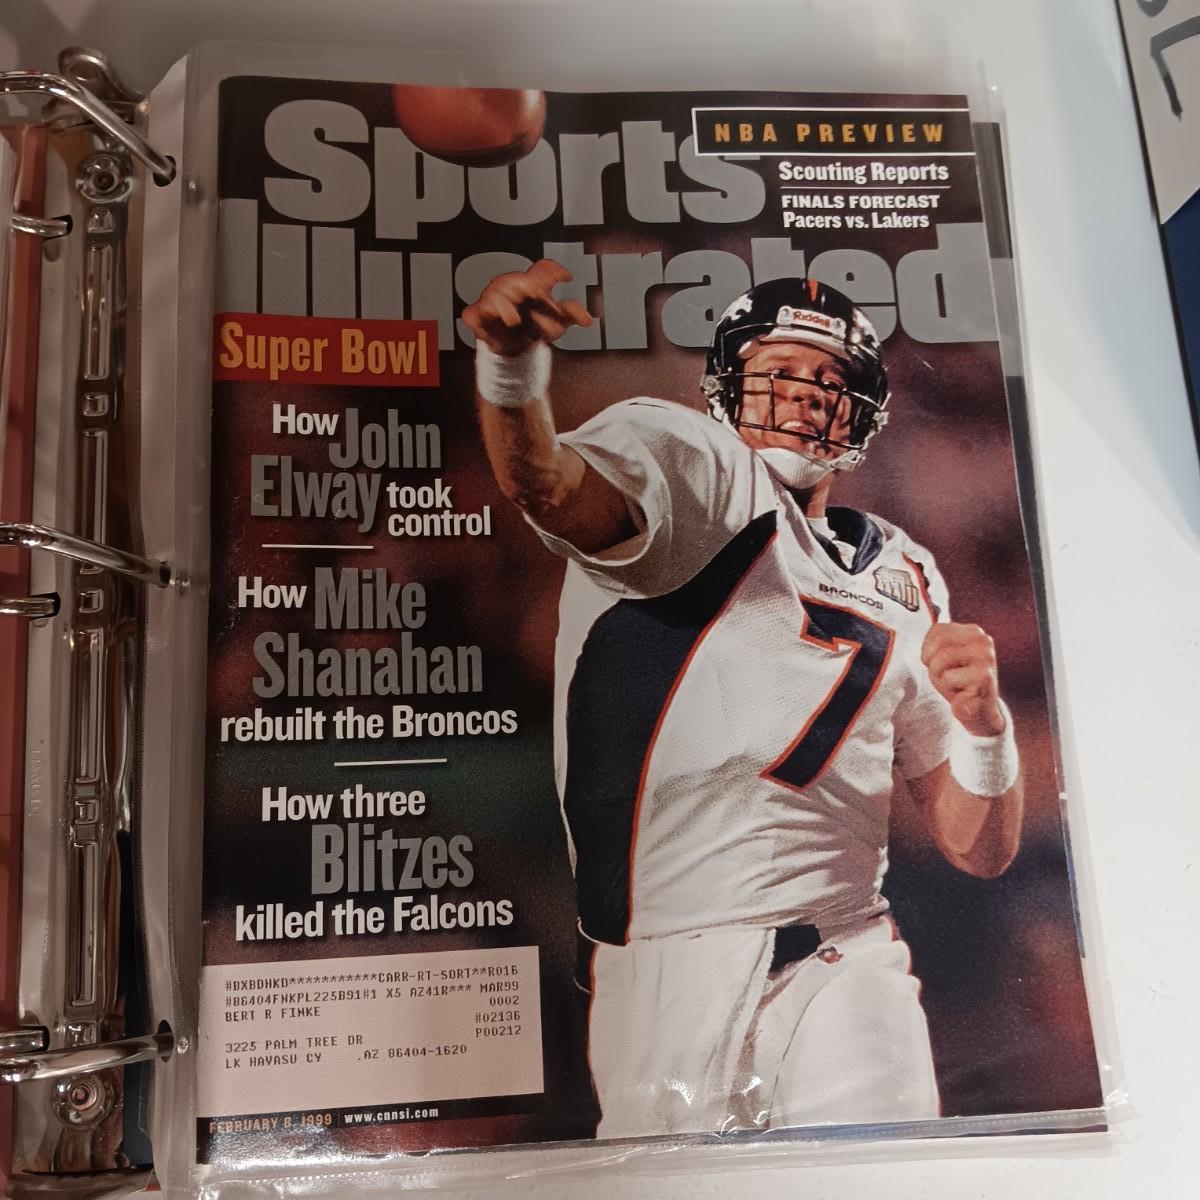 Sports
Illustrated
NBA PREVIEW
Scouting Reports
FINALS FORECAST
Pacers vs. Lakers
Super Bowl
How John
Elway took
control
How Mike
Shanahan
rebuilt the Broncos
How three
Blitzes
killed the Falcons
Riddell
BRONCOS
7
#BXBDHKD***********CARR-RT-SORT**R016
#86404FNKPL225B91#1 X5 AZ41R*** MAR99
0002
BERT R FINKE
#02136
P00212
3225 PALM TREE DR
LK HAVASU CY .AZ 86404-1620
FEBRUARY 8, 1999 www.cnnsi.com